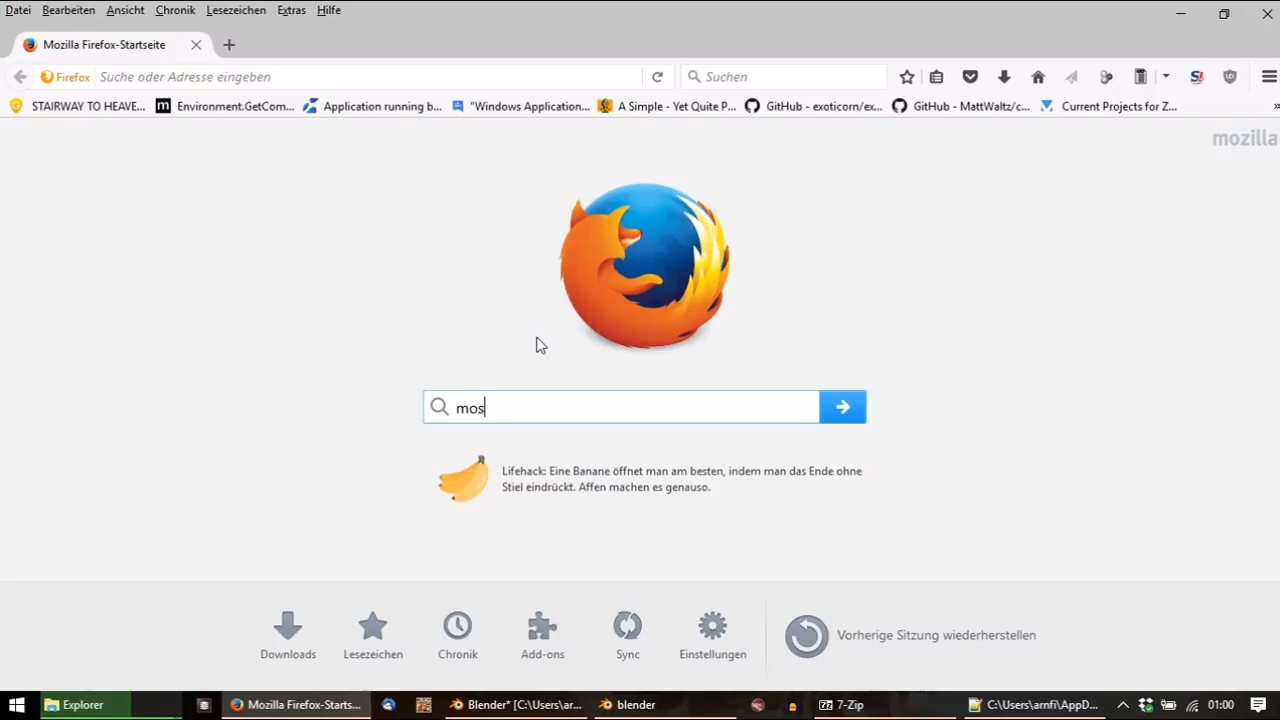 Datei Bearbeiten Ansicht Chronik Lesezeichen Extras Hilfe
Mozilla Firefox-Startseite
Firefox Suche oder Adresse eingeben Suchen
STAIRWAY TO HEAVE... Environment.GetCom... Application running b... "Windows Application... A Simple - Yet Quite P... GitHub - exoticorn/ex... GitHub - MattWaltz/c... Current Projects for Z...
mozilla
mos
Lifehack: Eine Banane öffnet man am besten, indem man das Ende ohne
Stiel eindrückt. Affen machen es genauso.
Downloads Lesezeichen Chronik Add-ons Sync Einstellungen Vorherige Sitzung wiederherstellen
Explorer Mozilla Firefox-Starts... Blender* [C:\Users\ar... blender 7-Zip C:\Users\arnfi\AppD... 01:00